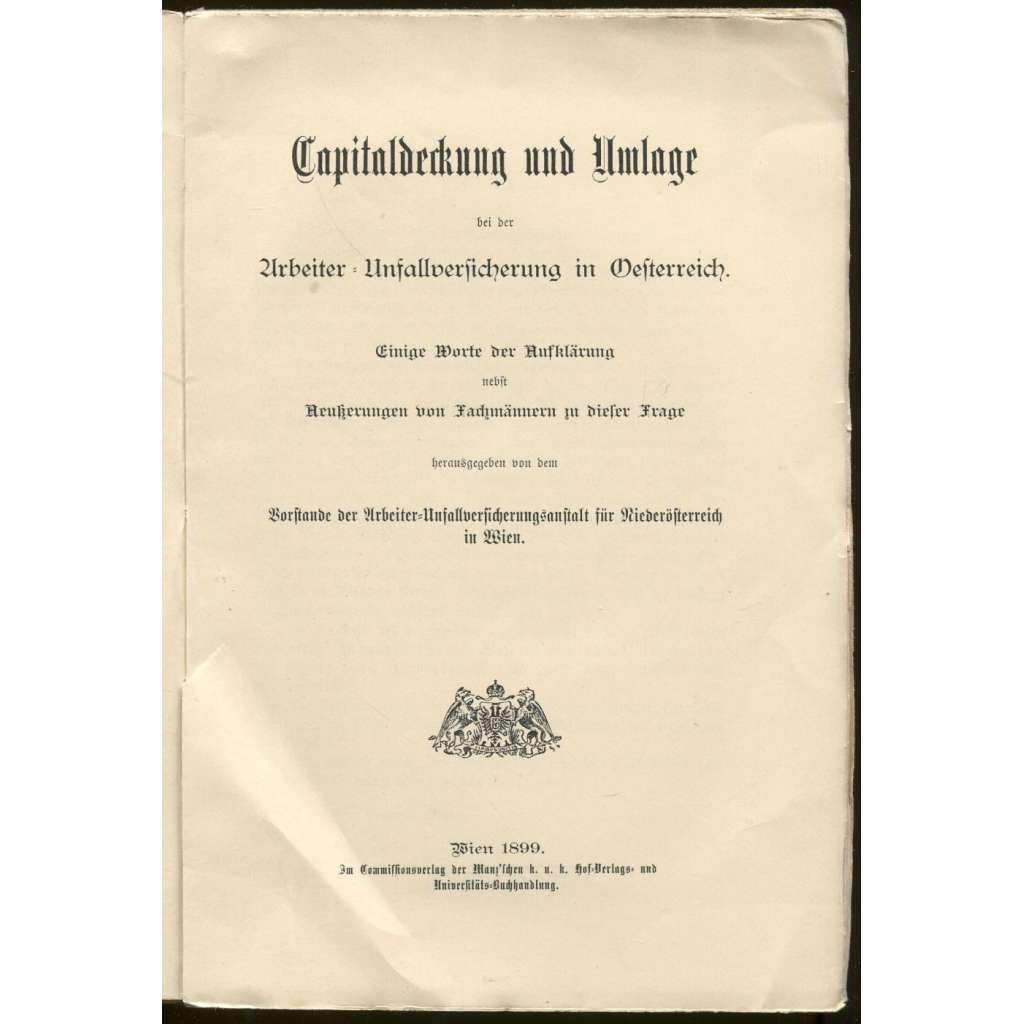 Capitaldeckung und Umlage
bei der
Arbeiter-Unfallversicherung in Oesterreich.
Einige Worte der Aufklärung
nebst
Aeußerungen von Fachmännern zu dieser Frage
herausgegeben von dem
Vorstande der Arbeiter-Unfallversicherungsanstalt für Niederösterreich
in Wien.
Wien 1899.
Im Commissionsverlag der Manz'schen k. u. k. Hof-Verlags- und
Universitäts-Buchhandlung.